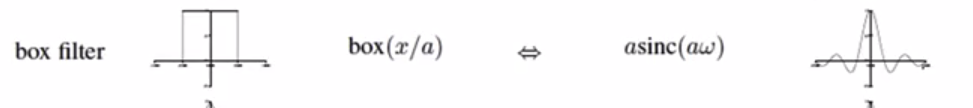 box filter box(x/a) ⇔ asinc(aω)